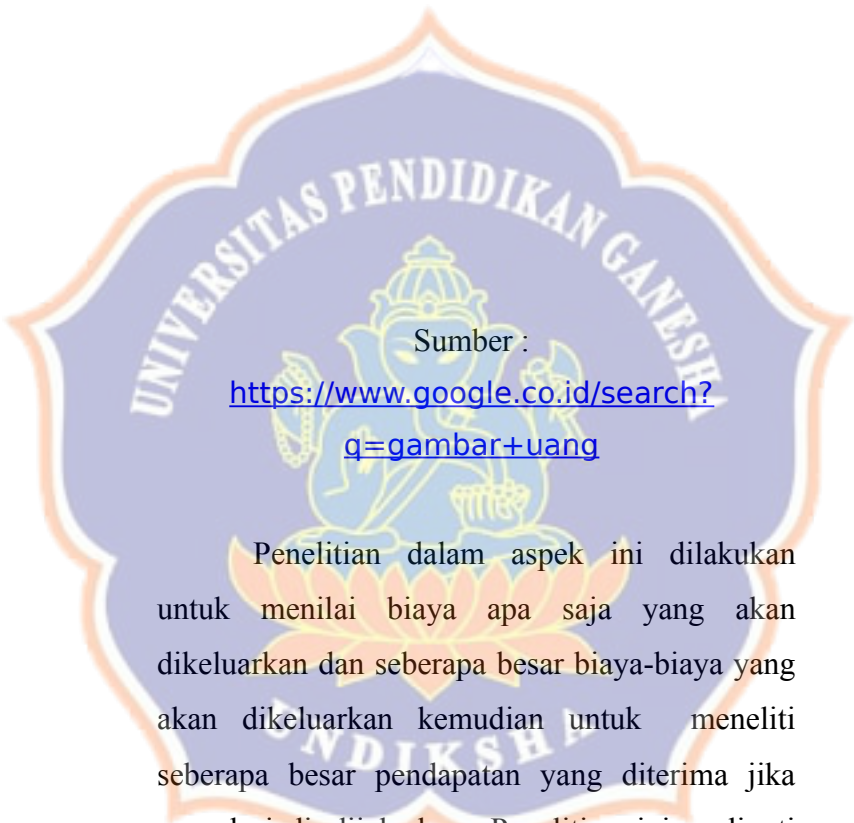 UNIVERSITAS PENDIDIKAN GANESHA
Sumber :
https://www.google.co.id/search?
q=gambar+uang
Penelitian dalam aspek ini dilakukan
untuk menilai biaya apa saja yang akan
dikeluarkan dan seberapa besar biaya-biaya yang
akan dikeluarkan kemudian untuk meneliti
seberapa besar pendapatan yang diterima jika
UNDIKSHA